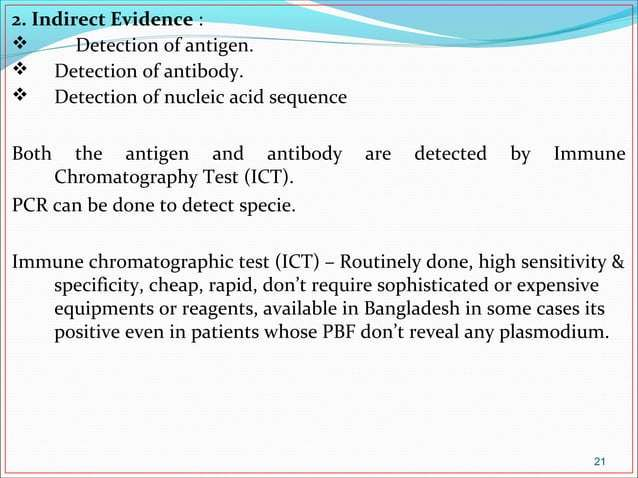 2. Indirect Evidence :
❖ Detection of antigen.
❖ Detection of antibody.
❖ Detection of nucleic acid sequence
Both the antigen and antibody are detected by Immune
Chromatography Test (ICT).
PCR can be done to detect specie.
Immune chromatographic test (ICT) – Routinely done, high sensitivity &
specificity, cheap, rapid, don’t require sophisticated or expensive
equipments or reagents, available in Bangladesh in some cases its
positive even in patients whose PBF don’t reveal any plasmodium.
21